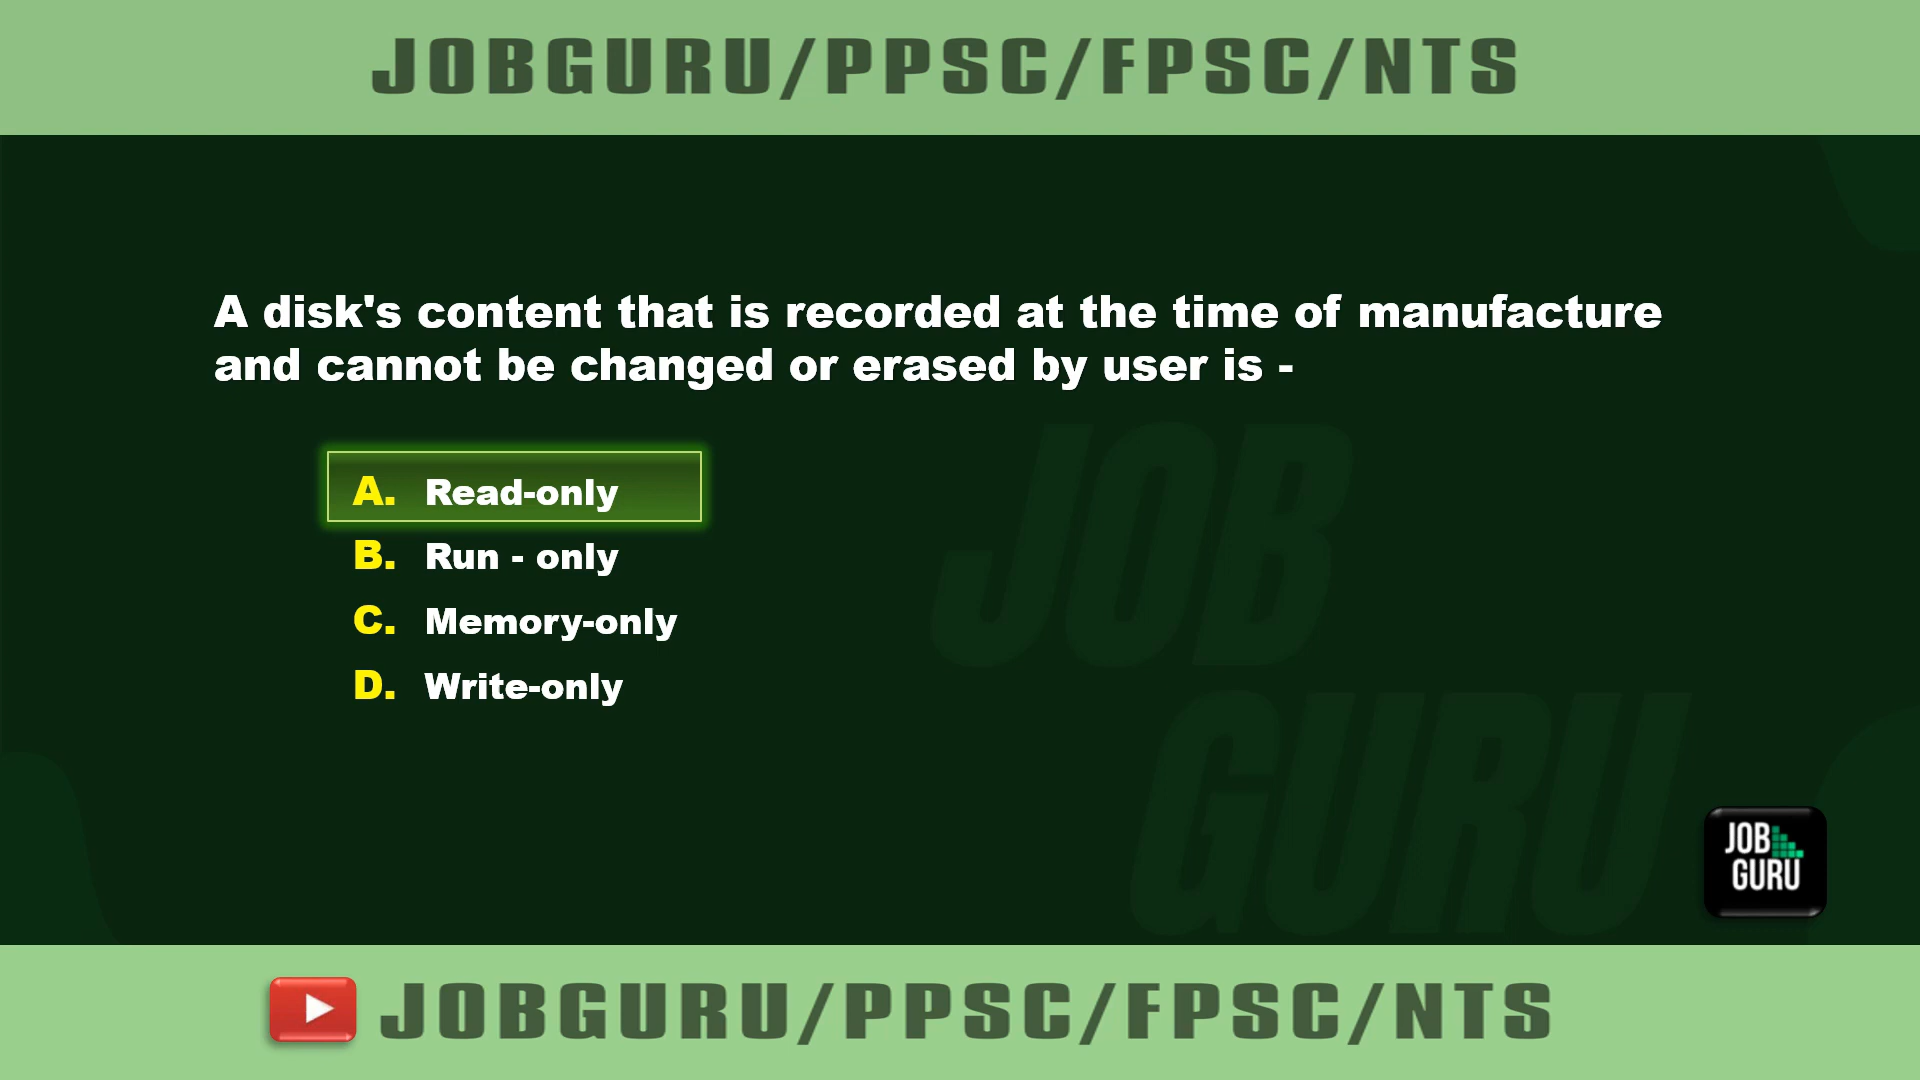 JOBGURU/PPSC/FPSC/NTS
A disk's content that is recorded at the time of manufacture
and cannot be changed or erased by user is -
A. Read-only
B. Run - only
C. Memory-only
D. Write-only
JOB
GURU
JOB
GURU
JOBGURU/PPSC/FPSC/NTS